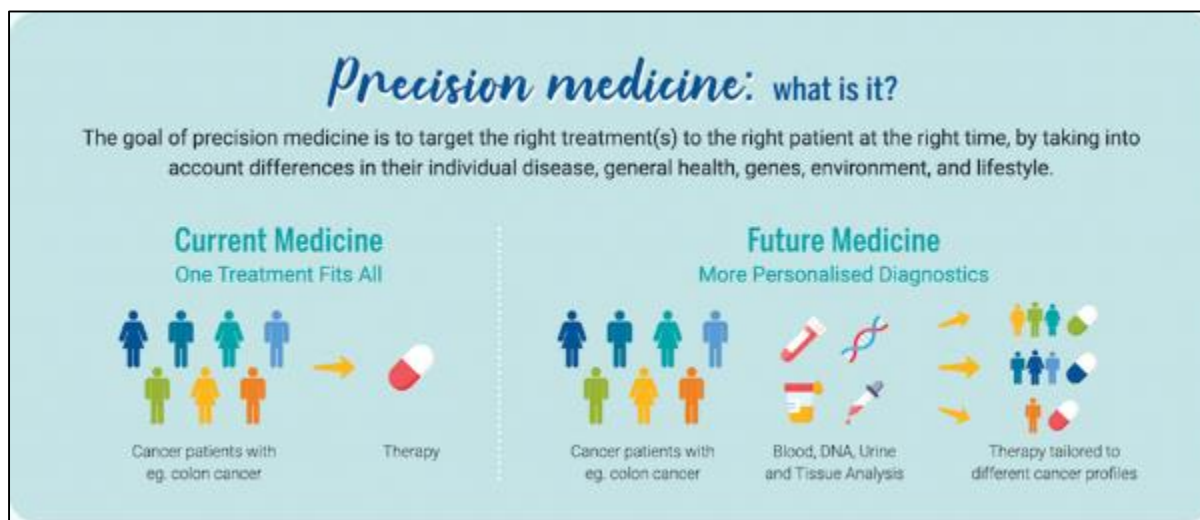 Precision medicine: what is it?
The goal of precision medicine is to target the right treatment(s) to the right patient at the right time, by taking into
account differences in their individual disease, general health, genes, environment, and lifestyle.
Current Medicine
One Treatment Fits All
Cancer patients with
eg. colon cancer
Therapy
Future Medicine
More Personalised Diagnostics
Cancer patients with
eg. colon cancer
Blood, DNA, Urine
and Tissue Analysis
Therapy tailored to
different cancer profiles